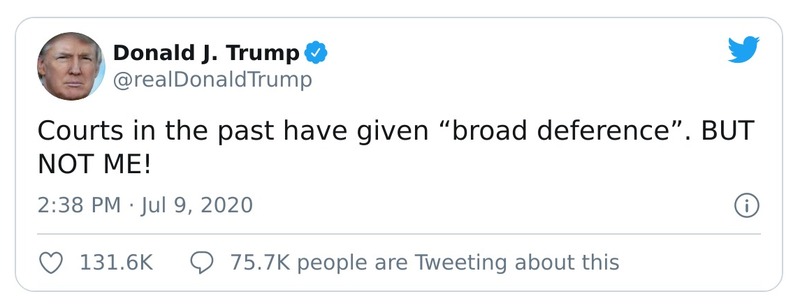 Donald J. Trump
@realDonaldTrump
Courts in the past have given “broad deference”. BUT
NOT ME!
2:38 PM · Jul 9, 2020
131.6K 75.7K people are Tweeting about this